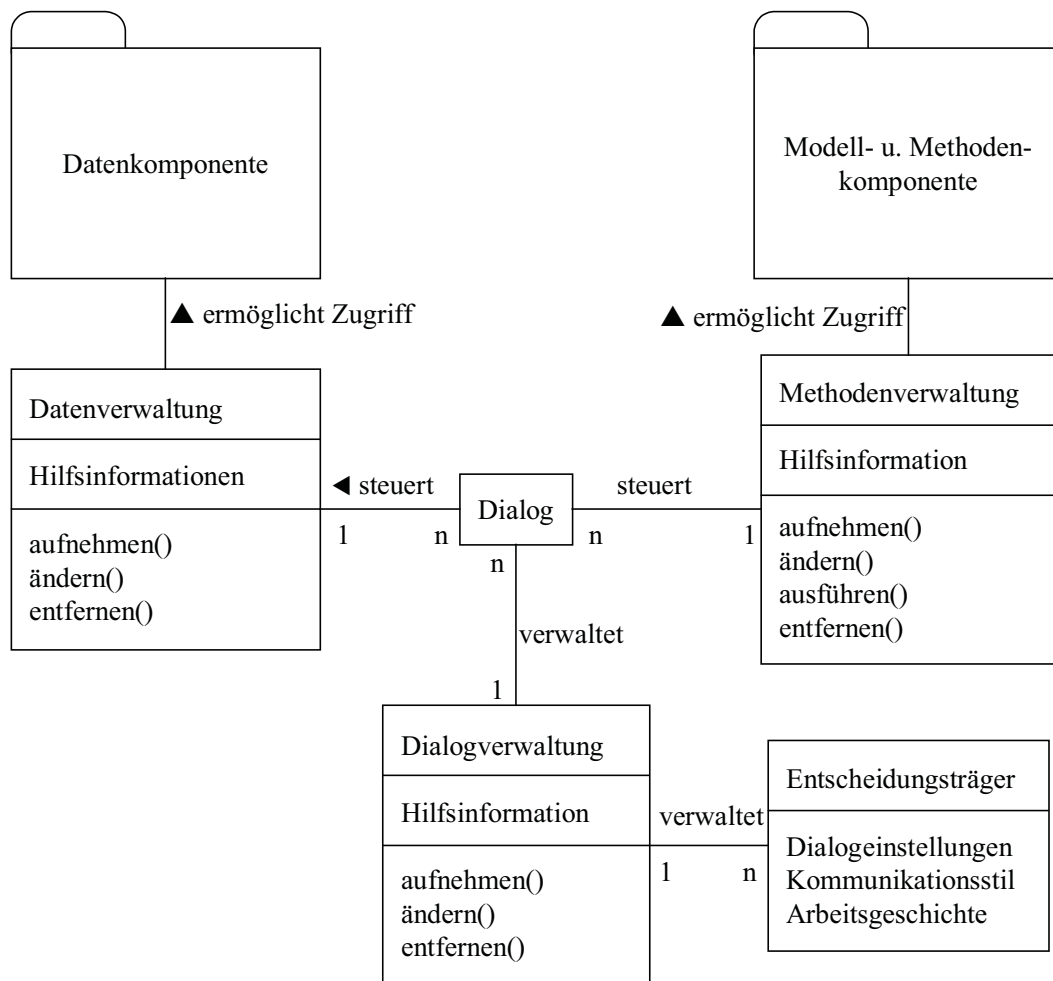 Datenkomponente
Modell- u. Methoden-
komponente
▲ ermöglicht Zugriff
▲ ermöglicht Zugriff
Datenverwaltung
Hilfsinformationen
aufnehmen()
ändern()
entfernen()
◄ steuert
1 n
Dialog
steuert
n 1
Methodenverwaltung
Hilfsinformation
aufnehmen()
ändern()
ausführen()
entfernen()
n
verwaltet
1
Dialogverwaltung
Hilfsinformation
aufnehmen()
ändern()
entfernen()
verwaltet
1 n
Entscheidungsträger
Dialogeinstellungen
Kommunikationsstil
Arbeitsgeschichte